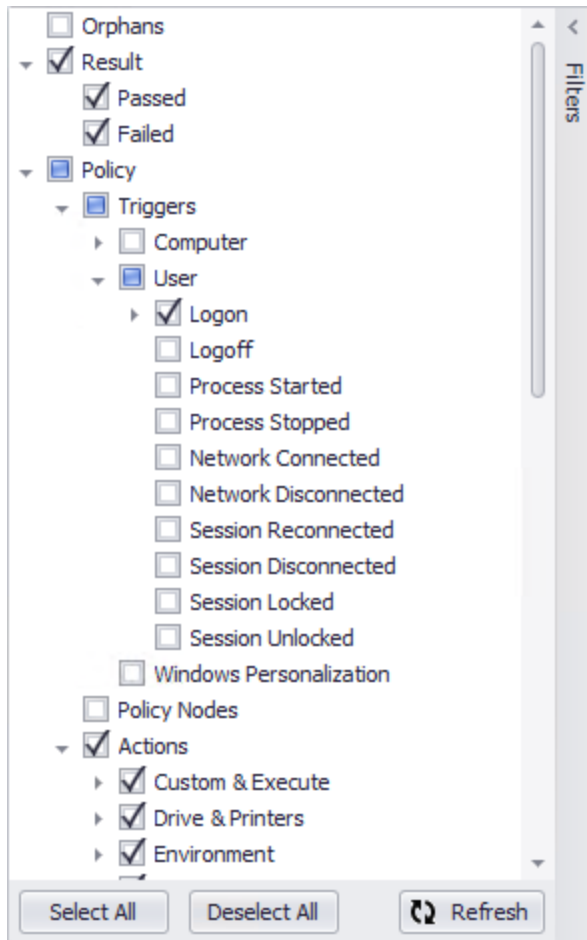 Orphans
Result
Passed
Failed
Policy
Triggers
Computer
User
Logon
Logoff
Process Started
Process Stopped
Network Connected
Network Disconnected
Session Reconnected
Session Disconnected
Session Locked
Session Unlocked
Windows Personalization
Policy Nodes
Actions
Custom & Execute
Drive & Printers
Environment
Select All
Deselect All
Refresh
Filters